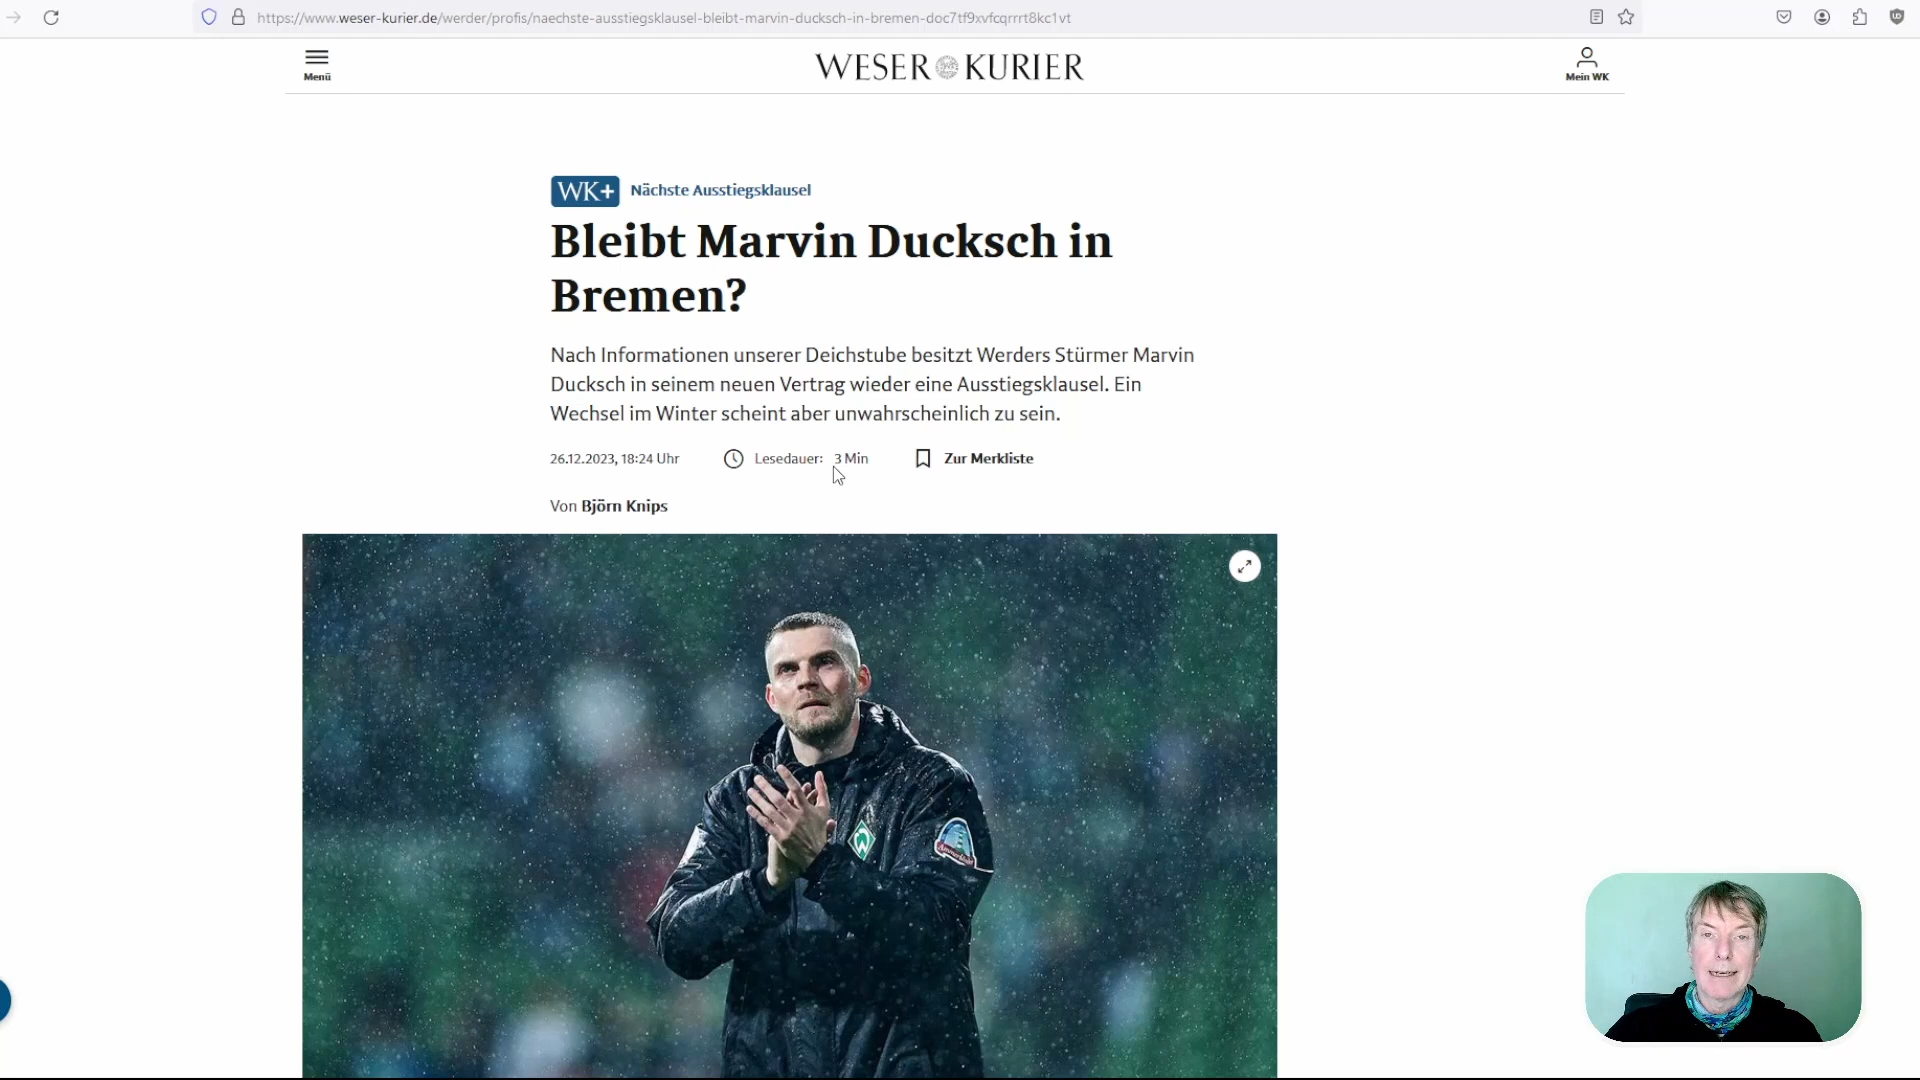 https://www.weser-kurier.de/werder/profis/naechste-ausstiegsklausel-bleibt-marvin-ducksch-in-bremen-doc7tf9xvfcqrrrt8kc1vt
Menü
WESER KURIER
Mein WK
WK+ Nächste Ausstiegsklausel
Bleibt Marvin Ducksch in
Bremen?
Nach Informationen unserer Deichstube besitzt Werders Stürmer Marvin
Ducksch in seinem neuen Vertrag wieder eine Ausstiegsklausel. Ein
Wechsel im Winter scheint aber unwahrscheinlich zu sein.
26.12.2023, 18:24 Uhr Lesedauer: 3 Min Zur Merkliste
Von Björn Knips
Ammerländer